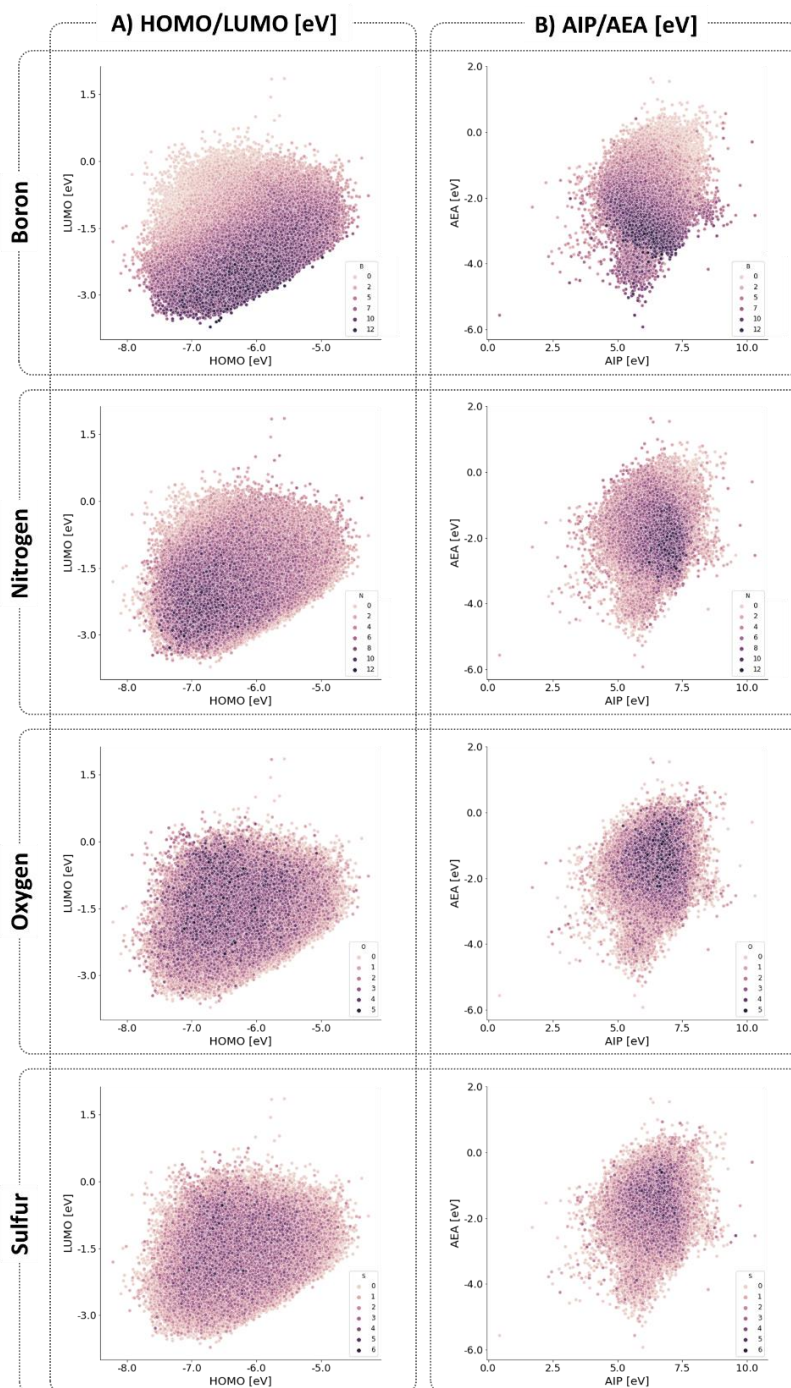 A) HOMO/LUMO [eV]
B) AIP/AEA [eV]
Boron
LUMO [eV]
1.5
0.0
-1.5
-3.0
-8.0 -7.0 -6.0 -5.0
HOMO [eV]
B
0
2
5
7
10
12
AEA [eV]
2.0
0.0
-2.0
-4.0
-6.0
0.0 2.5 5.0 7.5 10.0
AIP [eV]
B
0
2
5
7
10
12
Nitrogen
LUMO [eV]
1.5
0.0
-1.5
-3.0
-8.0 -7.0 -6.0 -5.0
HOMO [eV]
N
0
2
4
6
8
10
12
AEA [eV]
2.0
0.0
-2.0
-4.0
-6.0
0.0 2.5 5.0 7.5 10.0
AIP [eV]
N
0
2
4
6
8
10
12
Oxygen
LUMO [eV]
1.5
0.0
-1.5
-3.0
-8.0 -7.0 -6.0 -5.0
HOMO [eV]
O
0
1
2
3
4
5
AEA [eV]
2.0
0.0
-2.0
-4.0
-6.0
0.0 2.5 5.0 7.5 10.0
AIP [eV]
O
0
1
2
3
4
5
Sulfur
LUMO [eV]
1.5
0.0
-1.5
-3.0
-8.0 -7.0 -6.0 -5.0
HOMO [eV]
S
0
1
2
3
4
5
6
AEA [eV]
2.0
0.0
-2.0
-4.0
-6.0
0.0 2.5 5.0 7.5 10.0
AIP [eV]
S
0
1
2
3
4
5
6